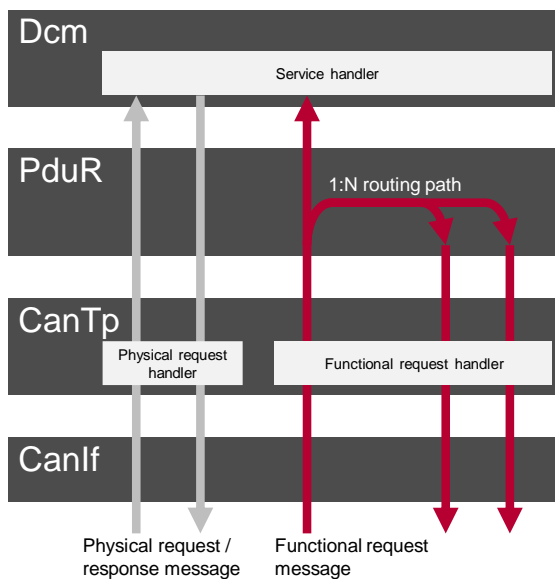 Dcm
Service handler
PduR
1:N routing path
CanTp
Physical request
handler
Functional request handler
CanIf
Physical request /
response message
Functional request
message